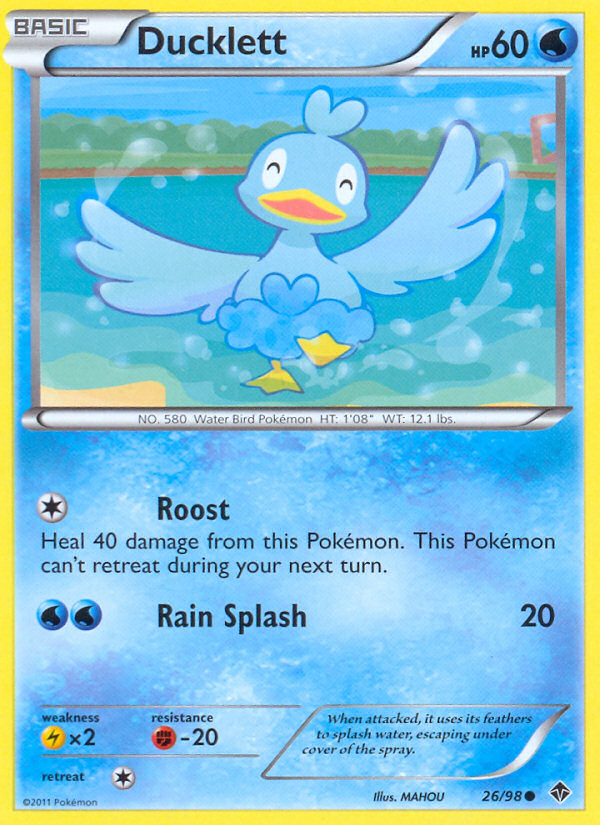 BASIC
Ducklett
HP60
NO. 580 Water Bird Pokémon HT: 1'08" WT: 12.1 lbs.
Roost
Heal 40 damage from this Pokémon. This Pokémon
can't retreat during your next turn.
Rain Splash 20
weakness resistance
×2 -20
When attacked, it uses its feathers
to splash water, escaping under
cover of the spray.
retreat
©2011 Pokémon
Illus. MAHOU 26/98